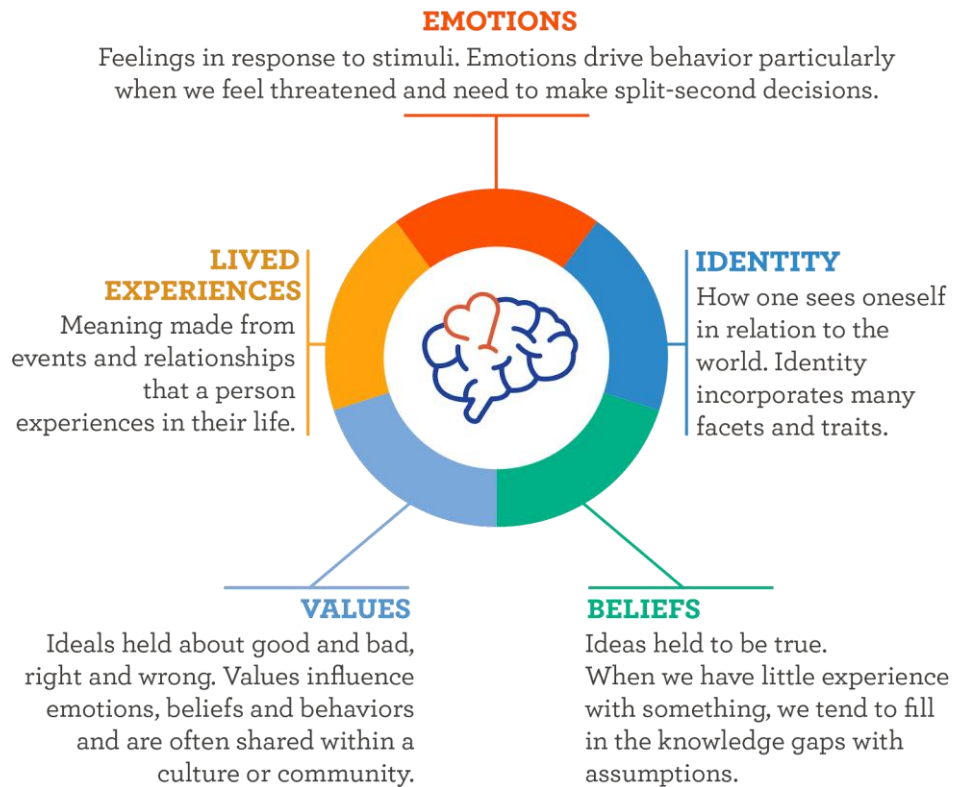 EMOTIONS
Feelings in response to stimuli. Emotions drive behavior particularly
when we feel threatened and need to make split-second decisions.
LIVED
EXPERIENCES
Meaning made from
events and relationships
that a person
experiences in their life.
IDENTITY
How one sees oneself
in relation to the
world. Identity
incorporates many
facets and traits.
VALUES
Ideals held about good and bad,
right and wrong. Values influence
emotions, beliefs and behaviors
and are often shared within a
culture or community.
BELIEFS
Ideas held to be true.
When we have little experience
with something, we tend to fill
in the knowledge gaps with
assumptions.